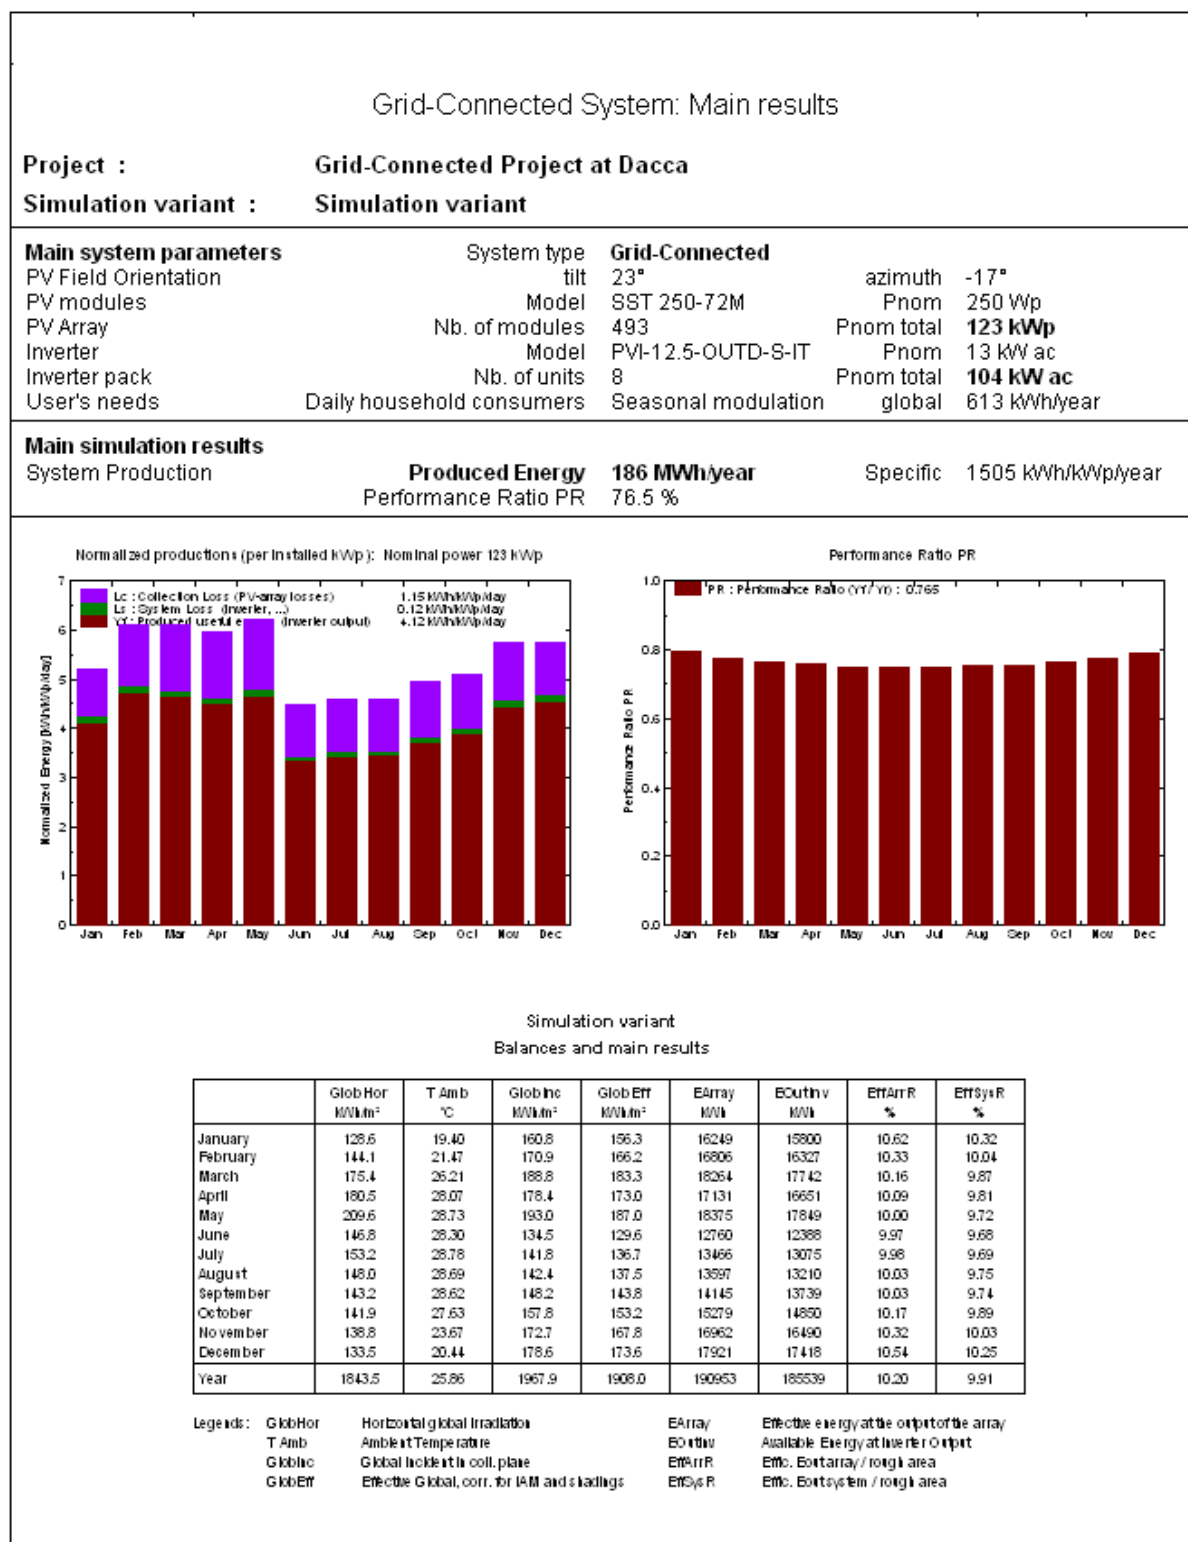 Grid-Connected System: Main results
Project : Grid-Connected Project at Dacca
Simulation variant : Simulation variant
Main system parameters System type Grid-Connected
PV Field Orientation tilt 23° azimuth -17°
PV modules Model SST 250-72M Pnom 250 Wp
PV Array Nb. of modules 493 Pnom total 123 kWp
Inverter Model PVI-12.5-OUTD-S-IT Pnom 13 kW ac
Inverter pack Nb. of units 8 Pnom total 104 kW ac
User's needs Daily household consumers Seasonal modulation global 613 kWh/year
Main simulation results
System Production Produced Energy 186 MWh/year Specific 1505 kWh/kWp/year
Performance Ratio PR 76.5 %
Normalized productions (per installed kWp): Nominal power 123 kWp
Lc : Collection Loss (PV-array losses) 1.15 kWh/kWp/day
Ls : System Loss (inverter, ...) 0.12 kWh/kWp/day
Yf : Produced useful e (inverter output) 4.12 kWh/kWp/day
Normalized Energy [kWh/kWp/day]
7
6
5
4
3
2
1
0
Jan Feb Mar Apr May Jun Jul Aug Sep Oct Nov Dec
Performance Ratio PR
PR : Performance Ratio (Yf / Yr) : 0.765
Performance Ratio PR
1.0
0.8
0.6
0.4
0.2
0.0
Jan Feb Mar Apr May Jun Jul Aug Sep Oct Nov Dec
Simulation variant
Balances and main results
GlobHor T Amb GlobInc GlobEff EArray EOutInv EffArrR EffSysR
kWh/m² °C kWh/m² kWh/m² kWh kWh % %
January 128.6 19.40 160.8 156.3 16249 15800 10.62 10.32
February 144.1 21.47 170.9 166.2 16806 16327 10.33 10.04
March 175.4 26.21 188.8 183.3 18264 17742 10.16 9.87
April 180.5 28.07 178.4 173.0 17131 16651 10.09 9.81
May 209.6 28.73 193.0 187.0 18375 17849 10.00 9.72
June 146.8 28.30 134.5 129.6 12760 12388 9.97 9.68
July 153.2 28.78 141.8 136.7 13466 13075 9.98 9.69
August 148.0 28.69 142.4 137.5 13597 13210 10.03 9.75
September 143.2 28.62 148.2 143.8 14145 13739 10.03 9.74
October 141.9 27.63 157.8 153.2 15279 14850 10.17 9.89
November 138.8 23.67 172.7 167.8 16962 16490 10.32 10.03
December 133.5 20.44 178.6 173.6 17921 17418 10.54 10.25
Year 1843.5 25.86 1967.9 1908.0 190953 185539 10.20 9.91
Legends: GlobHor Horizontal global irradiation EArray Effective energy at the output of the array
T Amb Ambient Temperature EOutInv Available Energy at Inverter Output
GlobInc Global incident in coll. plane EffArrR Effic. Eout array / rough area
GlobEff Effective Global, corr. for IAM and shadings EffSysR Effic. Eout system / rough area